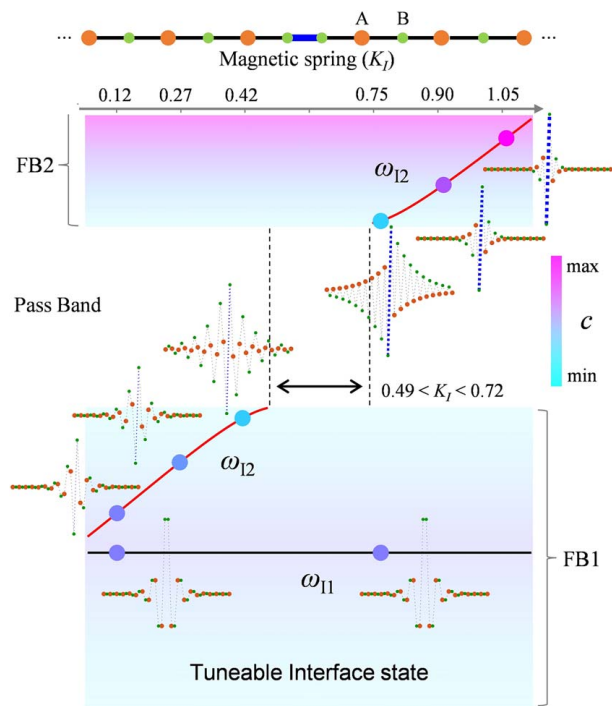 A B
... ...
Magnetic spring (K_I)
0.12 0.27 0.42 0.75 0.90 1.05
FB2
ω_I2
Pass Band
max
c
min
0.49 < K_I < 0.72
ω_I2
FB1
ω_I1
Tuneable Interface state